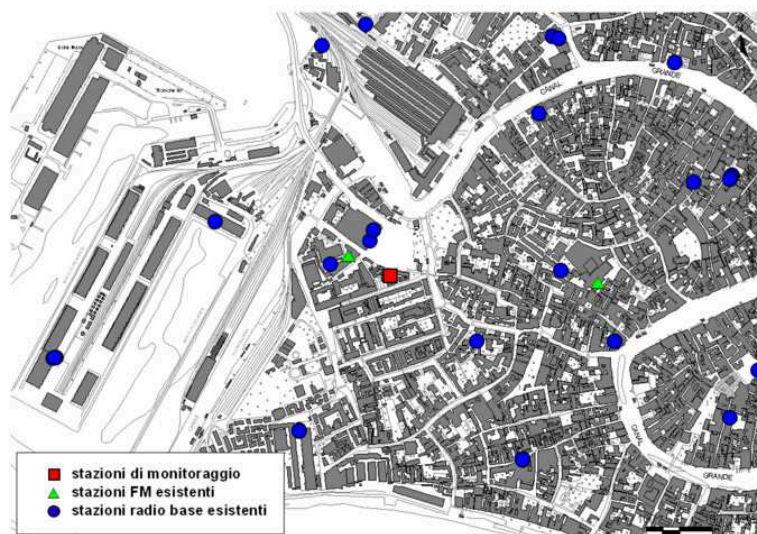 CANAL
GRANDE
CANAL
GRANDE
stazioni di monitoraggio
stazioni FM esistenti
stazioni radio base esistenti